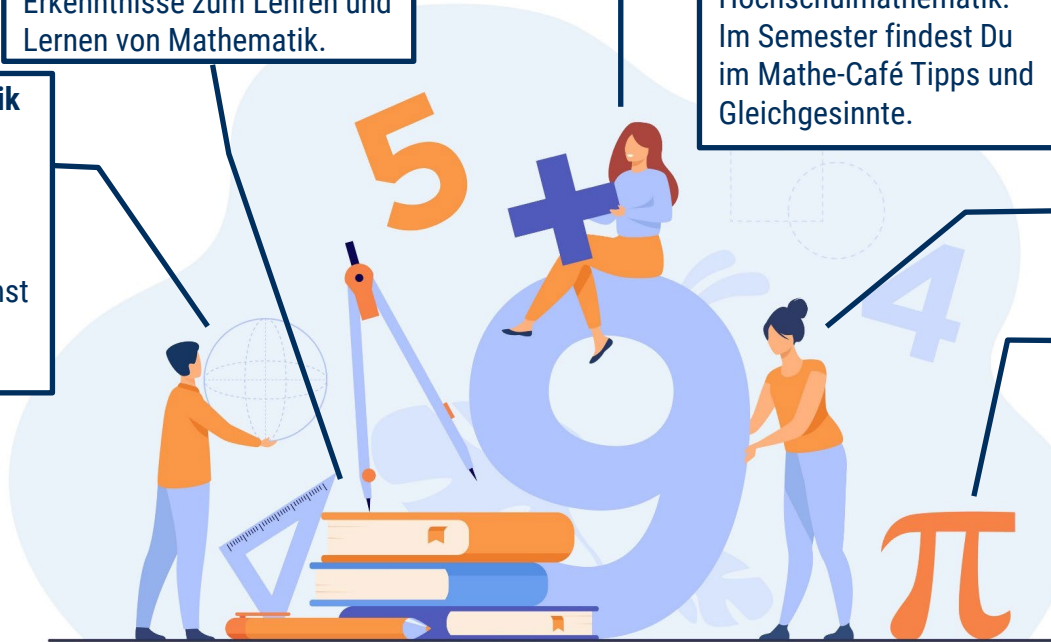 Erkenntnisse zum Lehren und
Lernen von Mathematik.
Hochschulmathematik.
Im Semester findest Du
im Mathe-Café Tipps und
Gleichgesinnte.
5
4
9
π